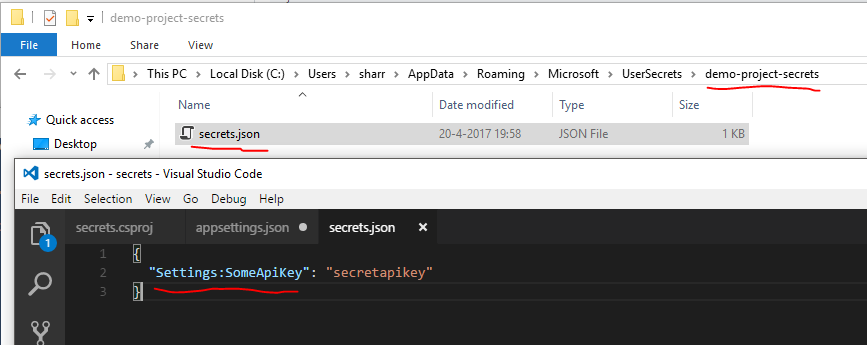 demo-project-secrets
File Home Share View
This PC Local Disk (C:) Users sharr AppData Roaming Microsoft UserSecrets demo-project-secrets
Name Date modified Type Size
Quick access
secrets.json 20-4-2017 19:58 JSON File 1 KB
Desktop
secrets.json - secrets - Visual Studio Code
File Edit Selection View Go Debug Help
secrets.csproj appsettings.json secrets.json
1
1 {
2 "Settings:SomeApiKey": "secretapikey"
3 }